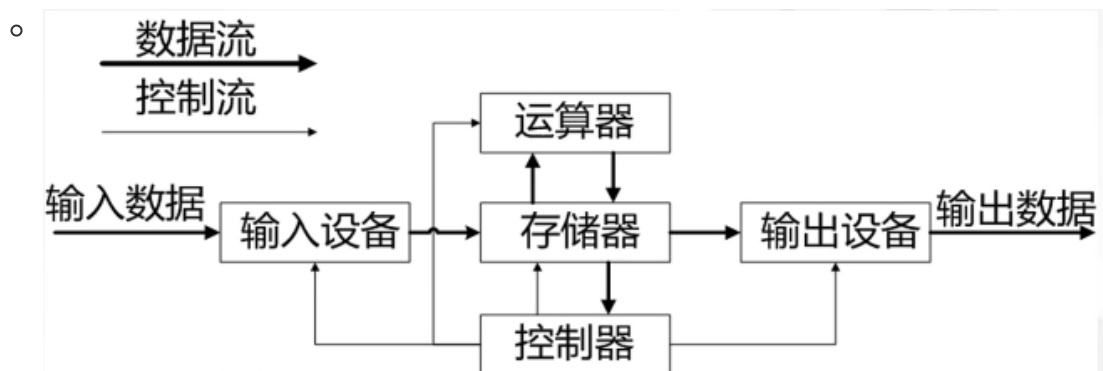 数据流
控制流
运算器
输入数据
输入设备
存储器
输出设备
输出数据
控制器